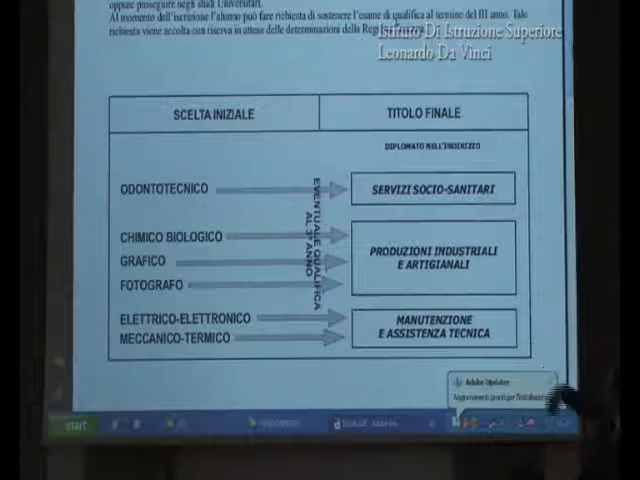 oppure proseguire negli studi Universitari.
Al momento dell'iscrizione l'alunno può fare richiesta di sostenere l'esame di qualifica al termine del III anno. Tale
richiesta viene accolta con riserva in attesa delle determinazioni della
Istituto Di Istruzione Superiore
Leonardo Da Vinci
SCELTA INIZIALE
TITOLO FINALE
DIPLOMATO NELL'INDIRIZZO
ODONTOTECNICO
SERVIZI SOCIO-SANITARI
EVENTUALE QUALIFICA
AL 3° ANNO
CHIMICO BIOLOGICO
GRAFICO
FOTOGRAFO
PRODUZIONI INDUSTRIALI
E ARTIGIANALI
ELETTRICO-ELETTRONICO
MECCANICO-TERMICO
MANUTENZIONE
E ASSISTENZA TECNICA
Adobe Updater
Aggiornamenti pronti per
start